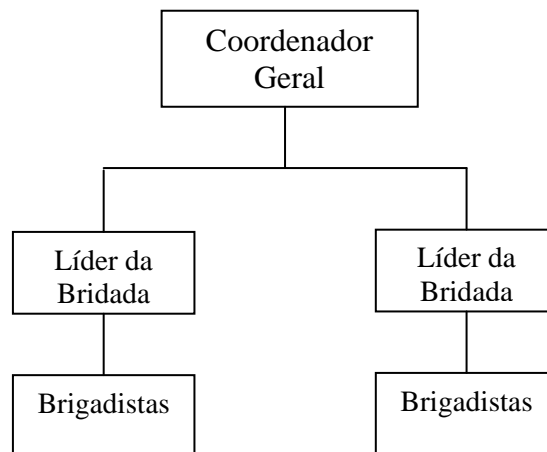 Coordenador
Geral
Líder da
Bridada
Líder da
Bridada
Brigadistas
Brigadistas